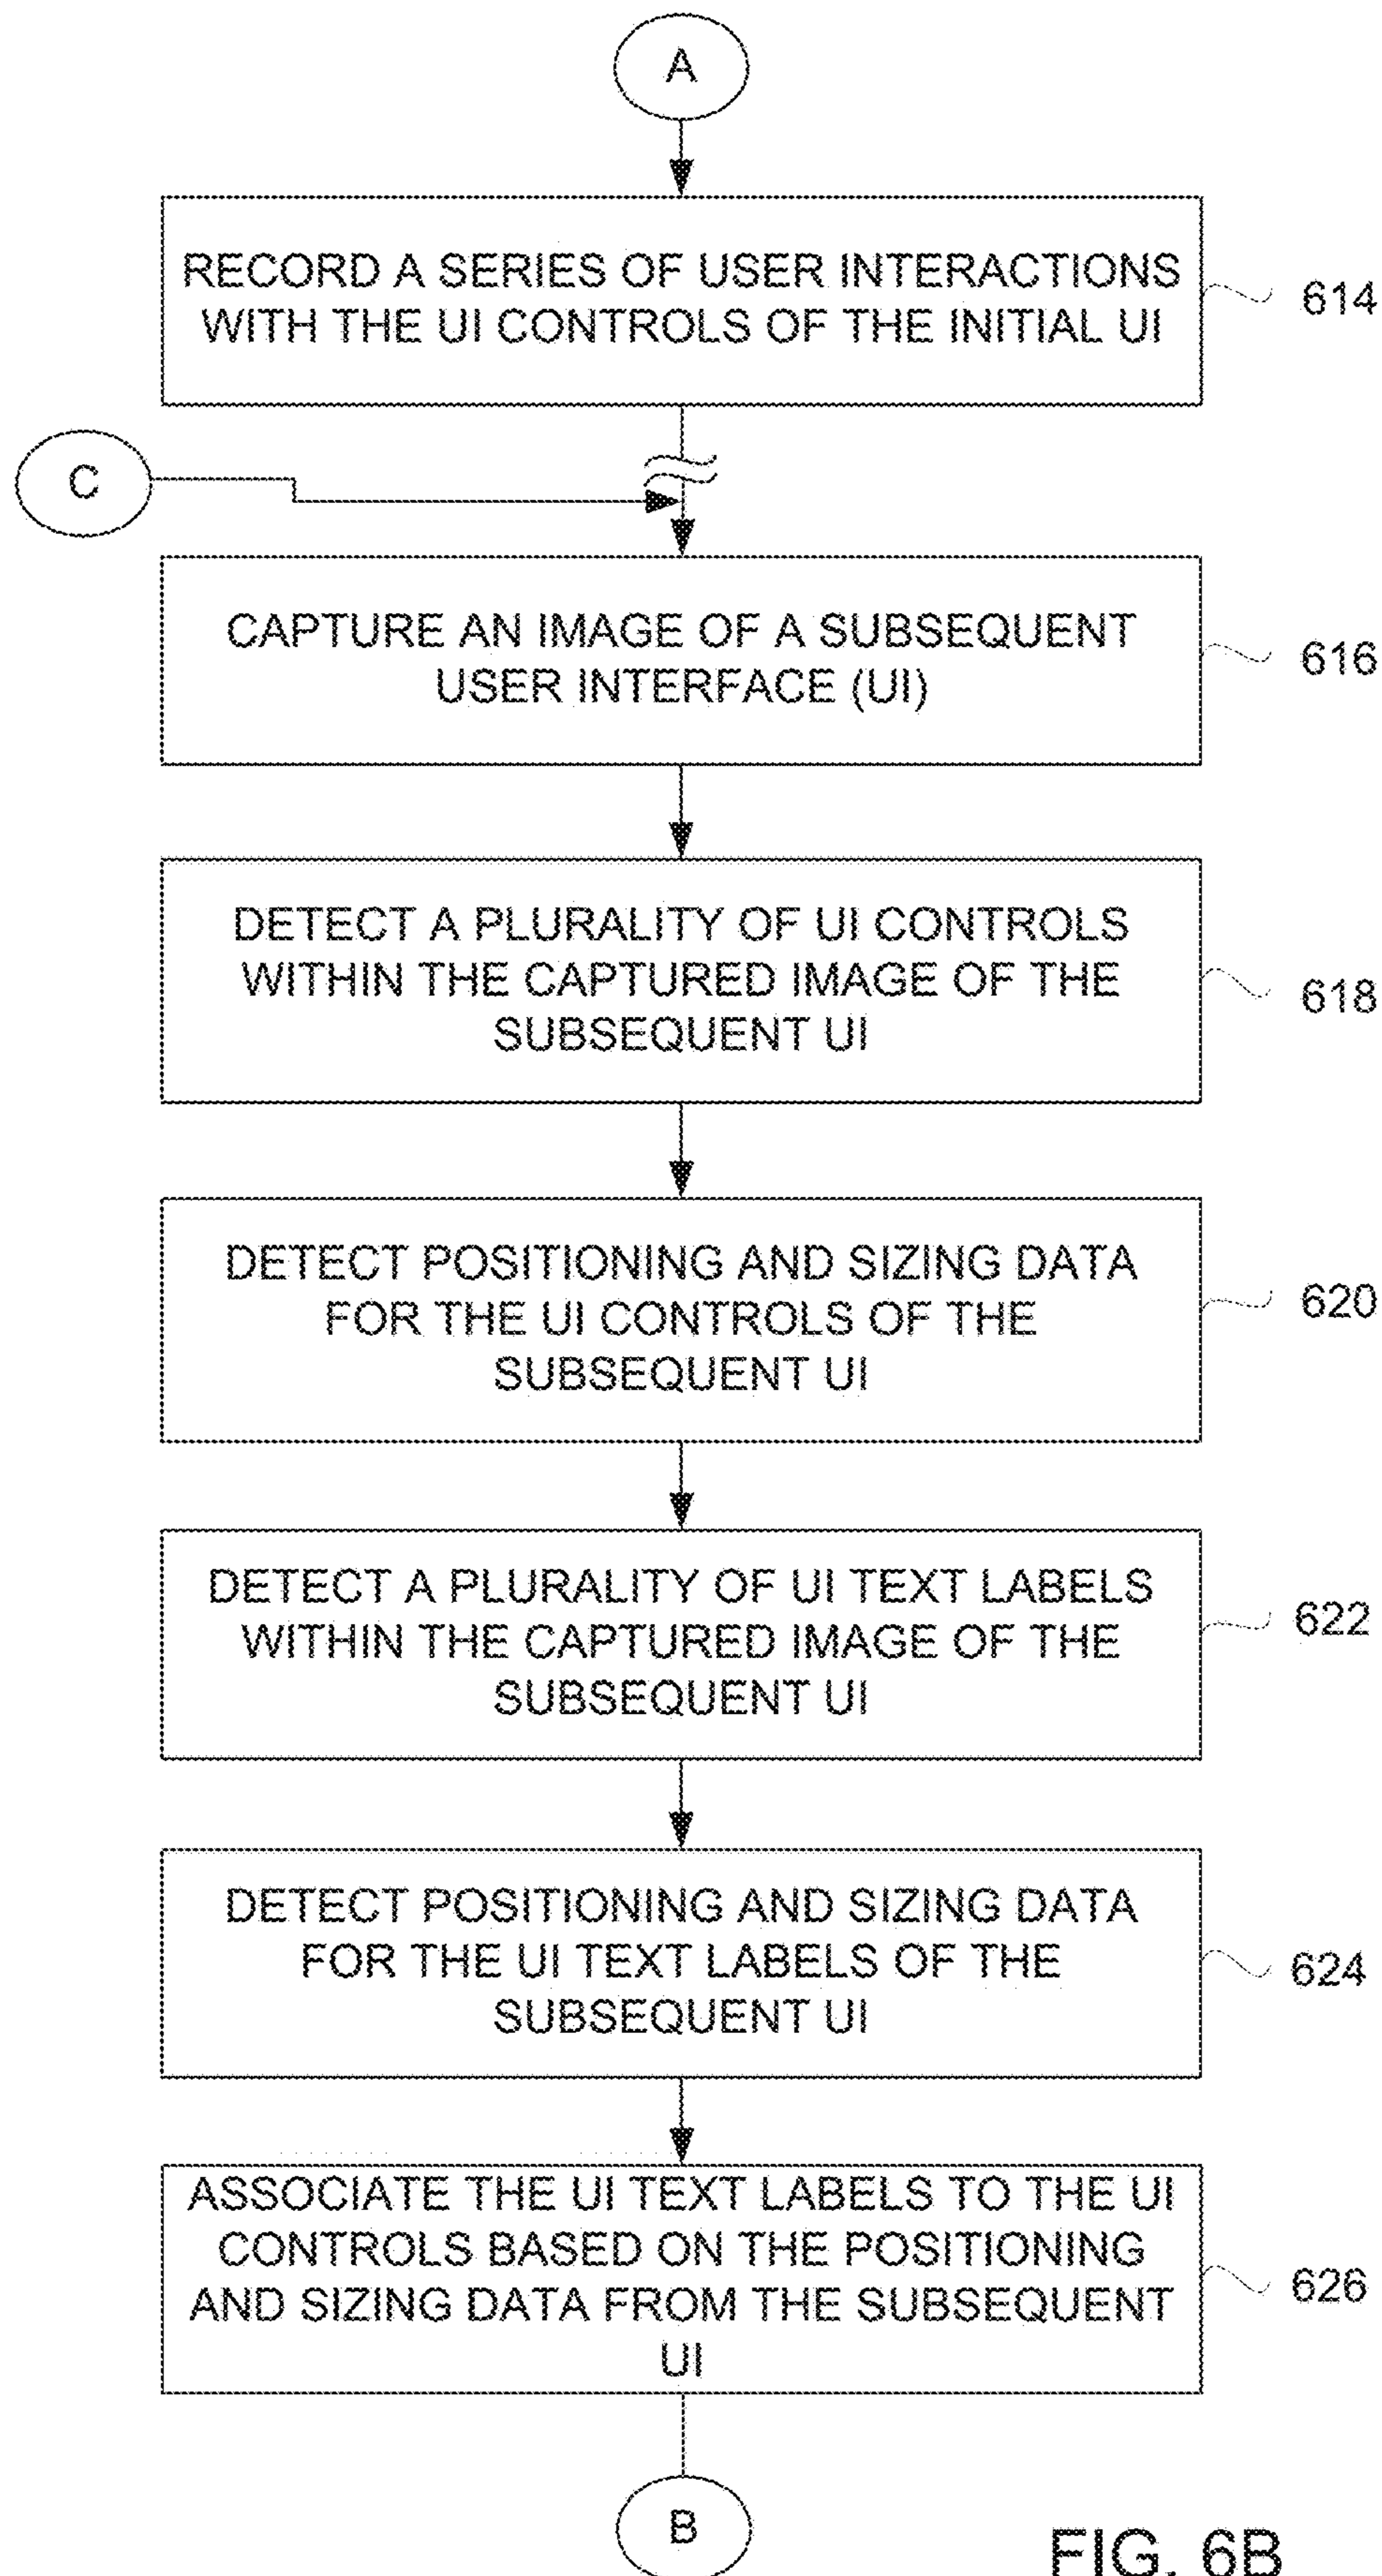 A
RECORD A SERIES OF USER INTERACTIONS
WITH THE UI CONTROLS OF THE INITIAL UI
614
C
CAPTURE AN IMAGE OF A SUBSEQUENT
USER INTERFACE (UI)
616
DETECT A PLURALITY OF UI CONTROLS
WITHIN THE CAPTURED IMAGE OF THE
SUBSEQUENT UI
618
DETECT POSITIONING AND SIZING DATA
FOR THE UI CONTROLS OF THE
SUBSEQUENT UI
620
DETECT A PLURALITY OF UI TEXT LABELS
WITHIN THE CAPTURED IMAGE OF THE
SUBSEQUENT UI
622
DETECT POSITIONING AND SIZING DATA
FOR THE UI TEXT LABELS OF THE
SUBSEQUENT UI
624
ASSOCIATE THE UI TEXT LABELS TO THE UI
CONTROLS BASED ON THE POSITIONING
AND SIZING DATA FROM THE SUBSEQUENT
UI
626
B
FIG. 6B